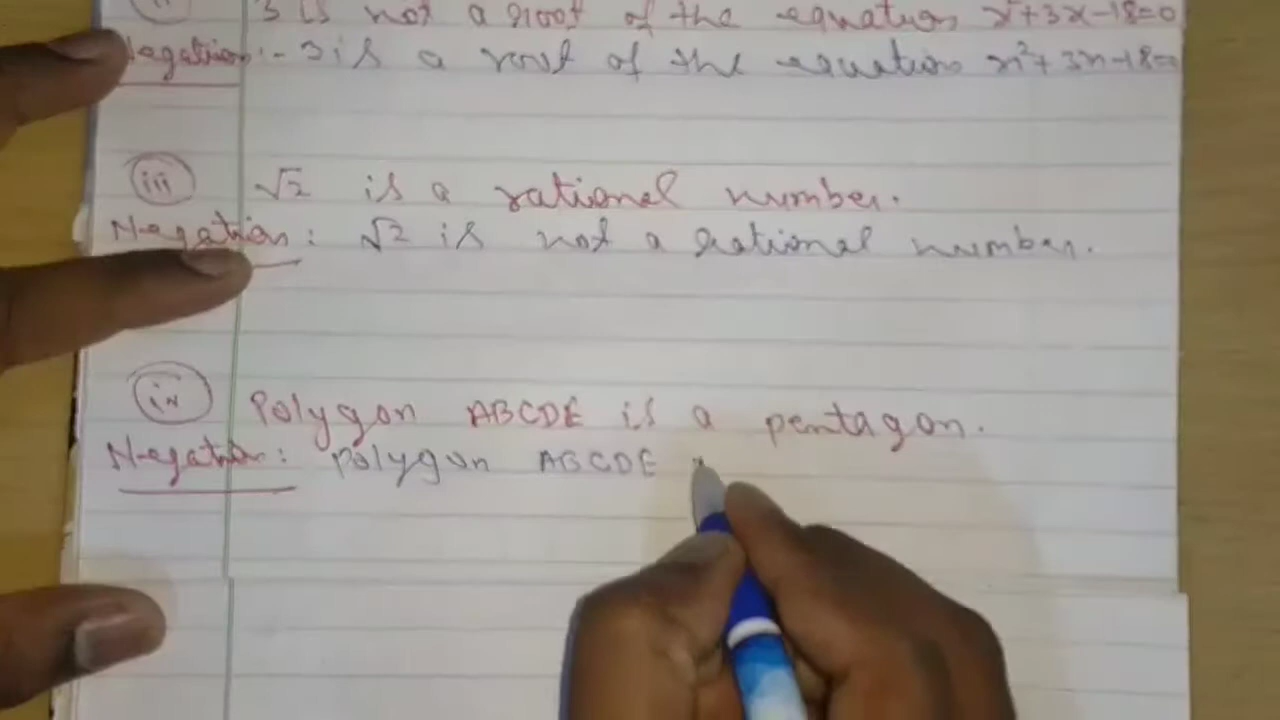 3 is not a root of the equation x²+3x-18=0
Negation:- 3 is a root of the equation x²+3x-18=0
iii √2 is a rational number.
Negation: √2 is not a rational number.
iv Polygon ABCDE is a pentagon.
Negation: Polygon ABCDE